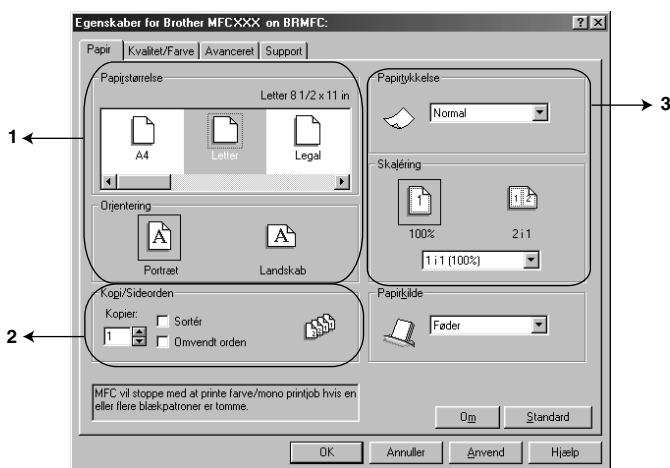 Egenskaber for Brother MFCXXX on BRMFC:
Papir Kvalitet/Farve Avanceret Support
Papirstørrelse
Letter 8 1/2 x 11 in
A4 Letter Legal
Orientering
A A
Portræt Landskab
Kopi/Sideorden
Kopier:
1
Sortér
Omvendt orden
MFC vil stoppe med at printe farve/mono printjob hvis en
eller flere blækpatroner er tomme.
Papirtykkelse
Normal
Skaléring
1 1 2
100% 2 i 1
1 i 1 (100%)
Papirkilde
Føder
Om Standard
OK Annuller Anvend Hjælp
1
2
3